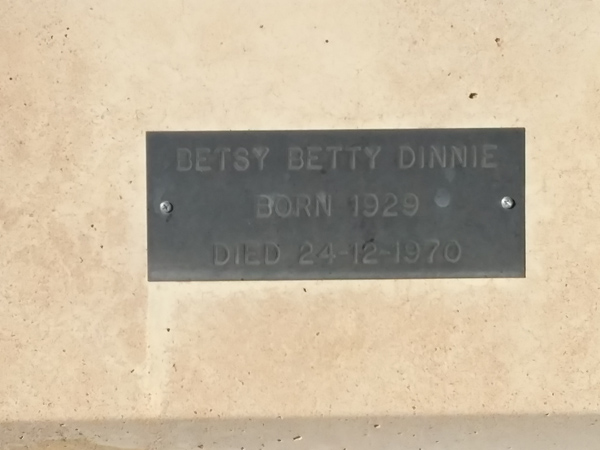 BETSY BETTY DINNIE
BORN 1929
DIED 24-12-1970